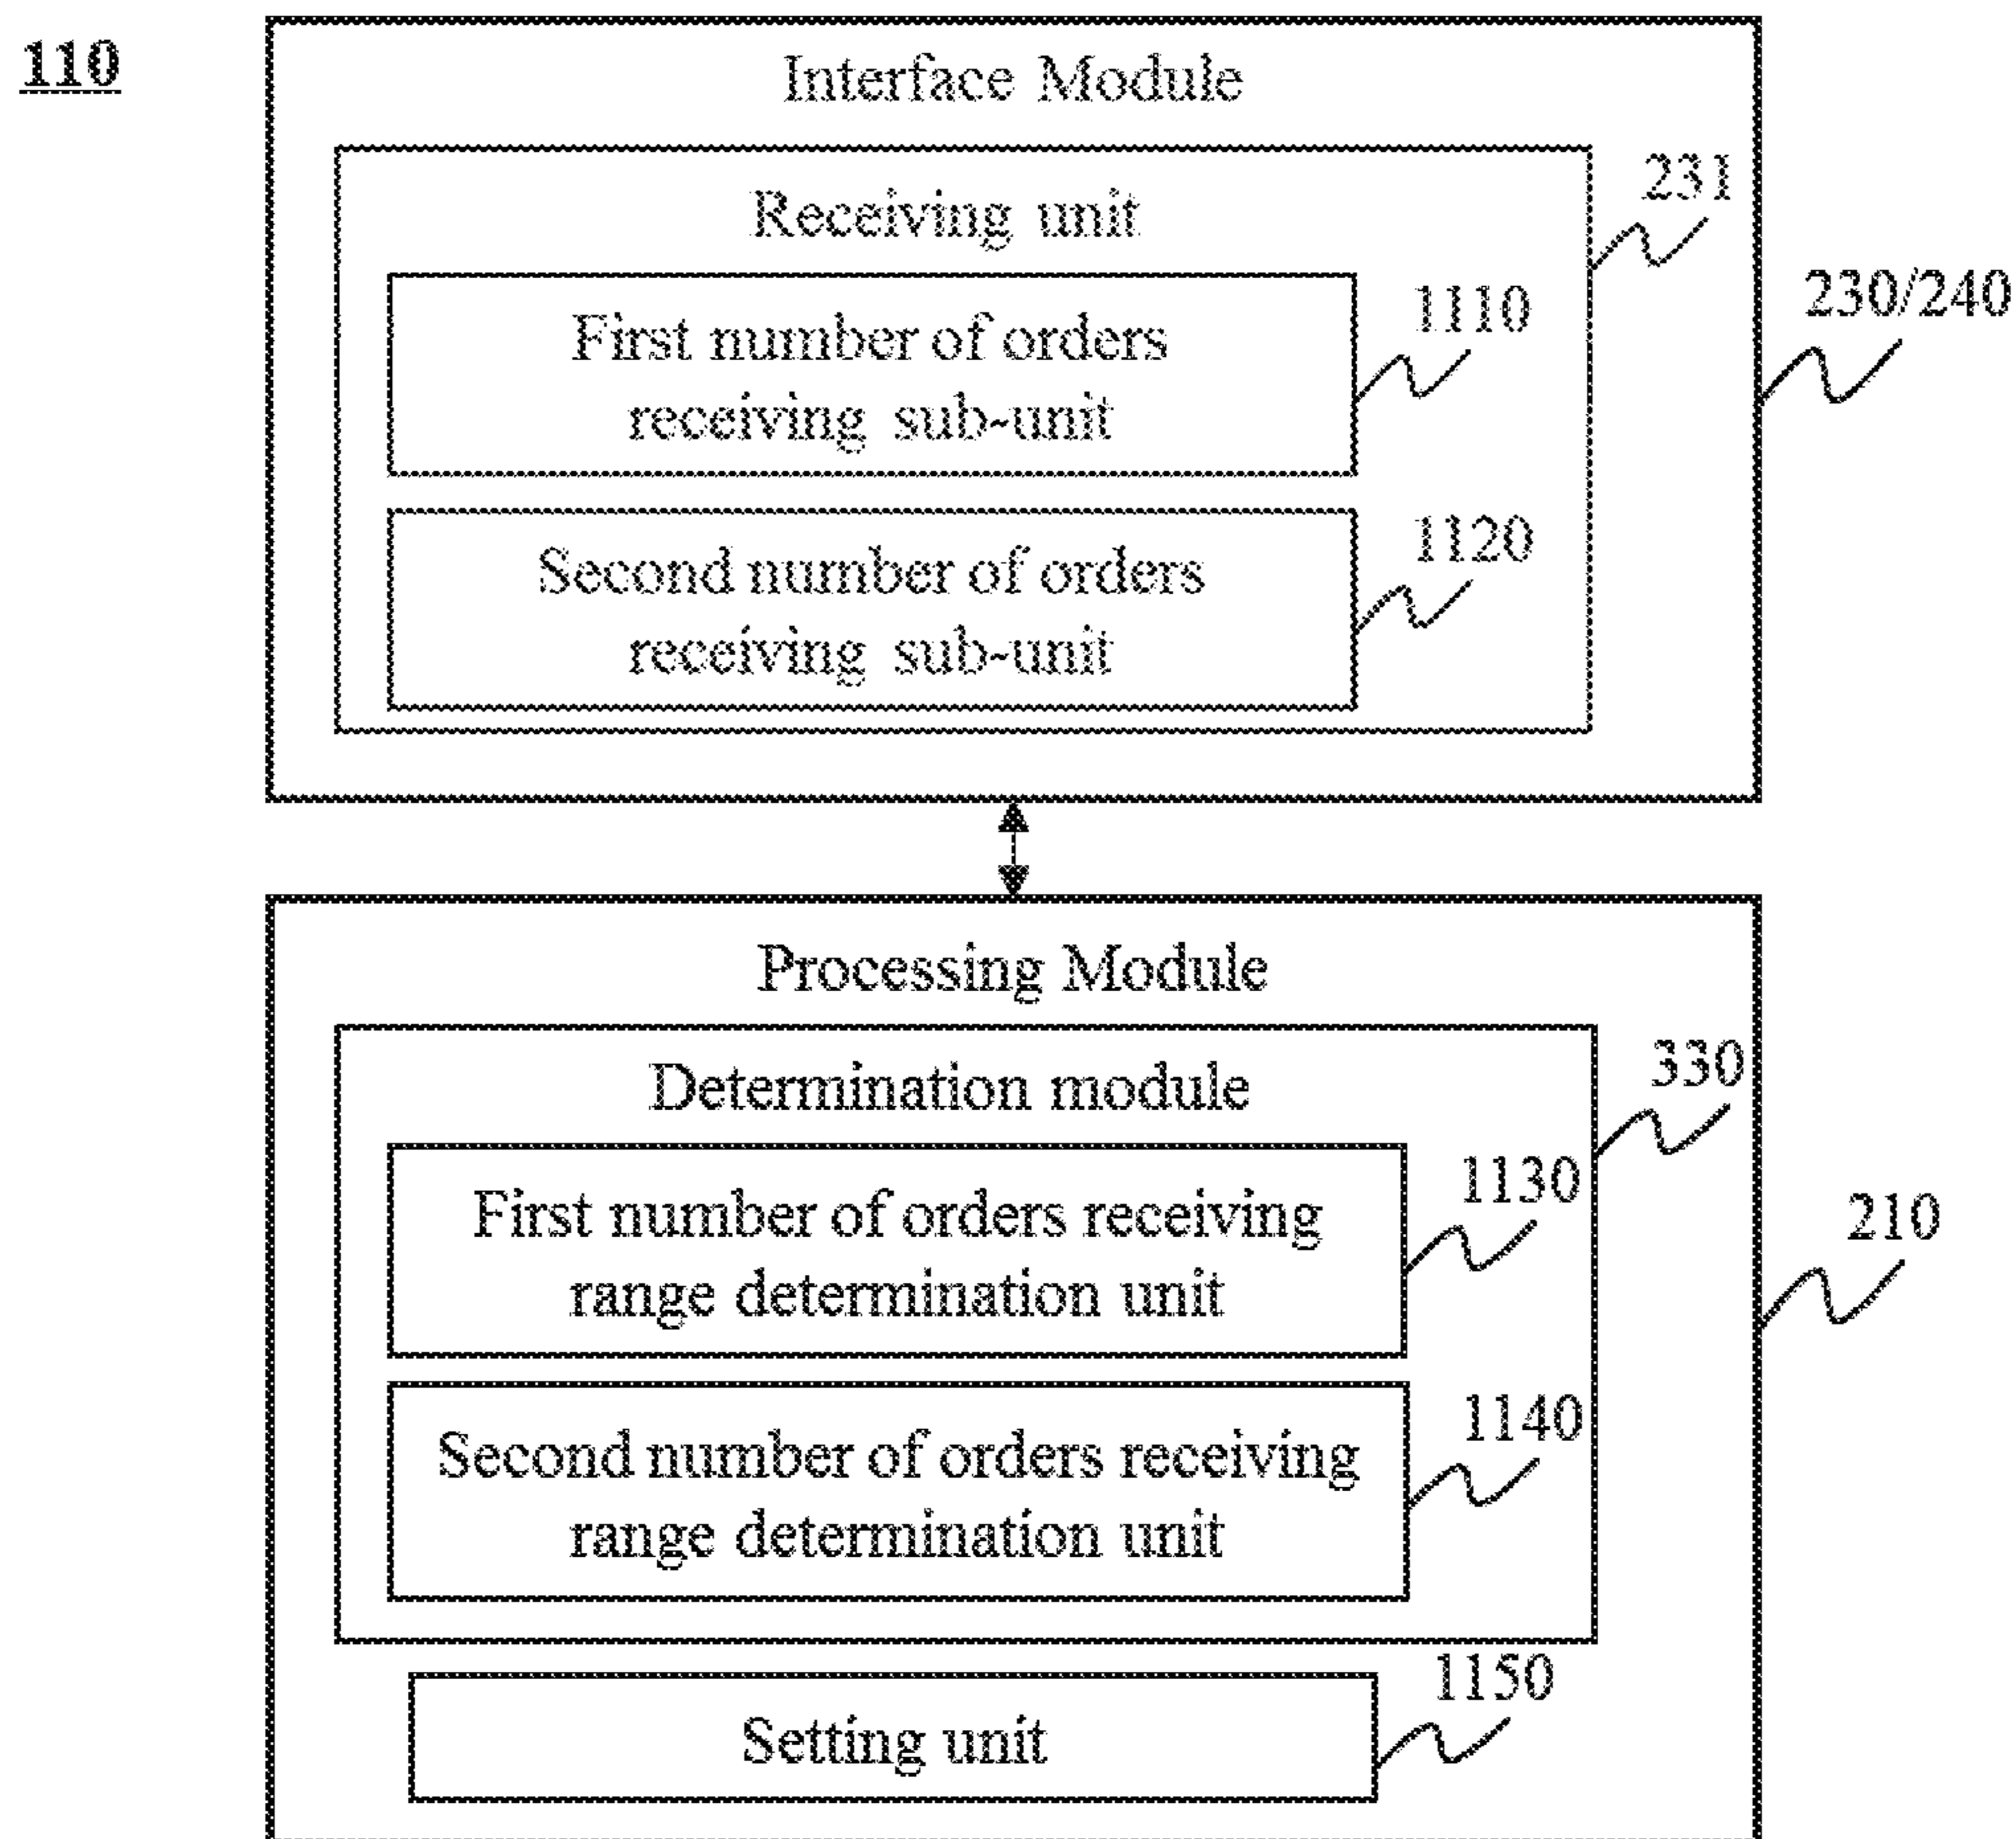 110
Interface Module
Receiving unit
231
230/240
First number of orders
receiving sub-unit
1110
Second number of orders
receiving sub-unit
1120
Processing Module
Determination module
330
First number of orders receiving
range determination unit
1130
210
Second number of orders receiving
range determination unit
1140
Setting unit
1150